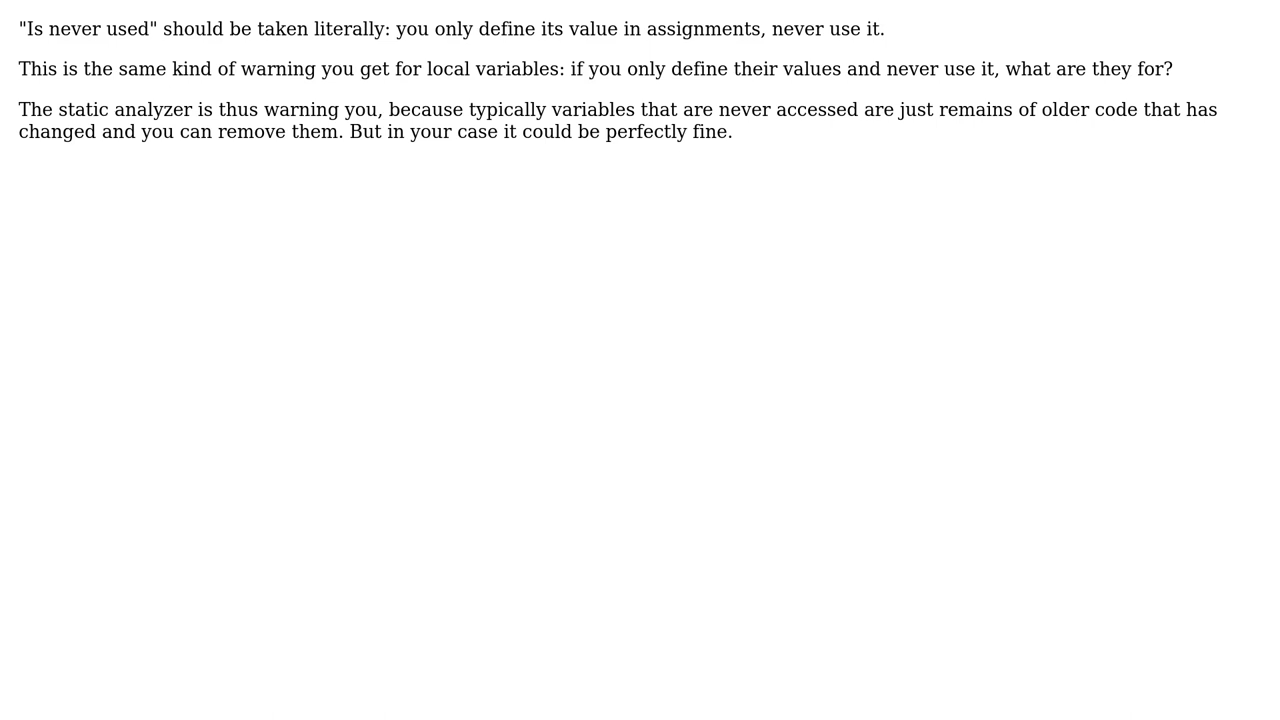 "Is never used" should be taken literally: you only define its value in assignments, never use it.
This is the same kind of warning you get for local variables: if you only define their values and never use it, what are they for?
The static analyzer is thus warning you, because typically variables that are never accessed are just remains of older code that has
changed and you can remove them. But in your case it could be perfectly fine.